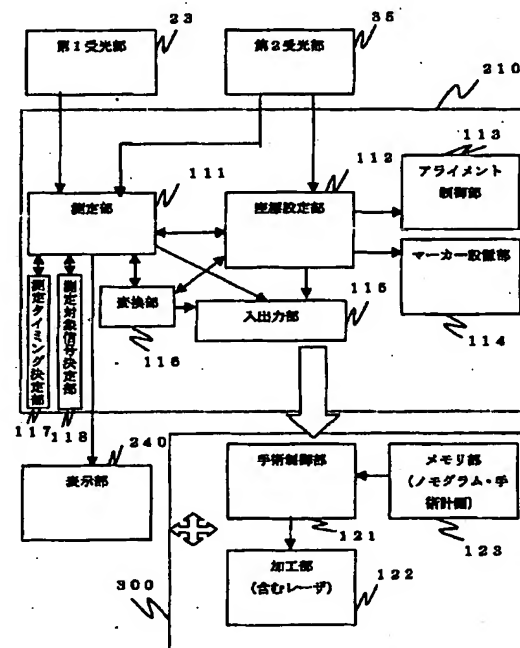 23
第1受光部
35
第2受光部
210
113
アライメント
制御部
111
測定部
112
座標設定部
マーカー設置部
114
変換部
116
入出力部
115
測定タイミング決定部
117
測定対象信号決定部
118
240
表示部
手術制御部
121
メモリ部
(ノモグラム・手
術計画)
123
加工部
(含むレーザ)
122
300